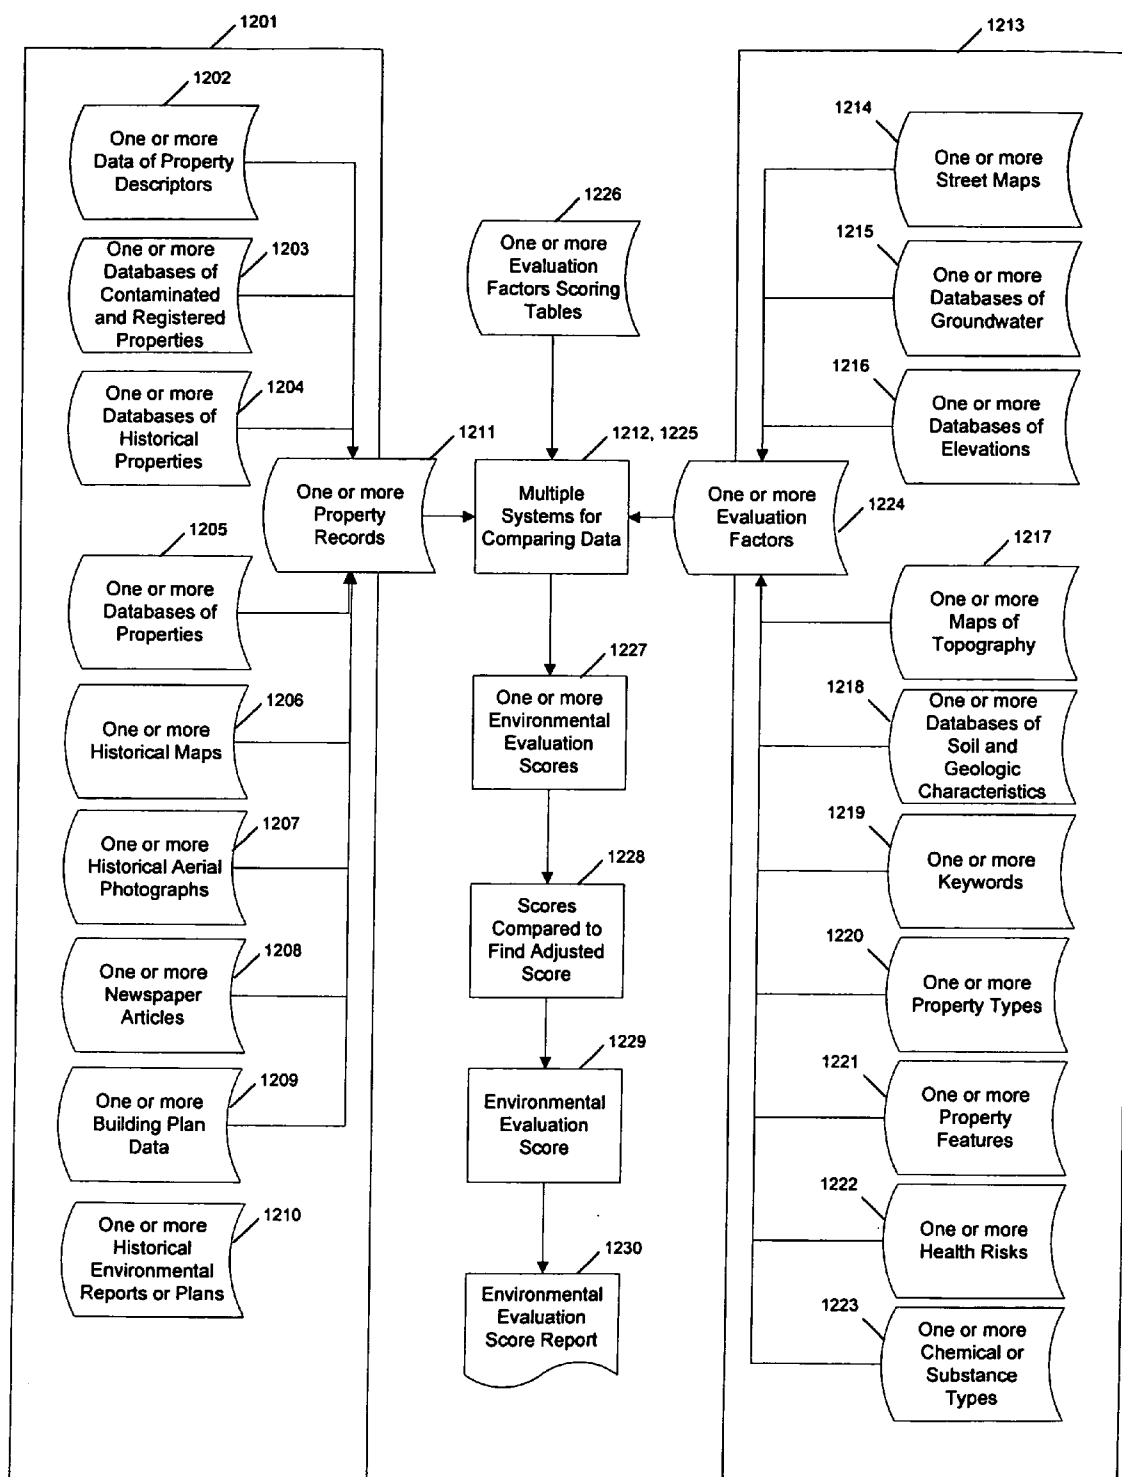 1201
1202
One or more
Data of Property
Descriptors
1203
One or more
Databases of
Contaminated
and Registered
Properties
1204
One or more
Databases of
Historical
Properties
1211
One or more
Property
Records
1205
One or more
Databases of
Properties
1206
One or more
Historical Maps
1207
One or more
Historical Aerial
Photographs
1208
One or more
Newspaper
Articles
1209
One or more
Building Plan
Data
1210
One or more
Historical
Environmental
Reports or Plans
1226
One or more
Evaluation
Factors Scoring
Tables
1212, 1225
Multiple
Systems for
Comparing Data
1227
One or more
Environmental
Evaluation
Scores
1228
Scores
Compared to
Find Adjusted
Score
1229
Environmental
Evaluation
Score
1230
Environmental
Evaluation
Score Report
1213
1214
One or more
Street Maps
1215
One or more
Databases of
Groundwater
1216
One or more
Databases of
Elevations
One or more
Evaluation
Factors
1224
1217
One or more
Maps of
Topography
1218
One or more
Databases of
Soil and
Geologic
Characteristics
1219
One or more
Keywords
1220
One or more
Property Types
1221
One or more
Property
Features
1222
One or more
Health Risks
1223
One or more
Chemical or
Substance
Types